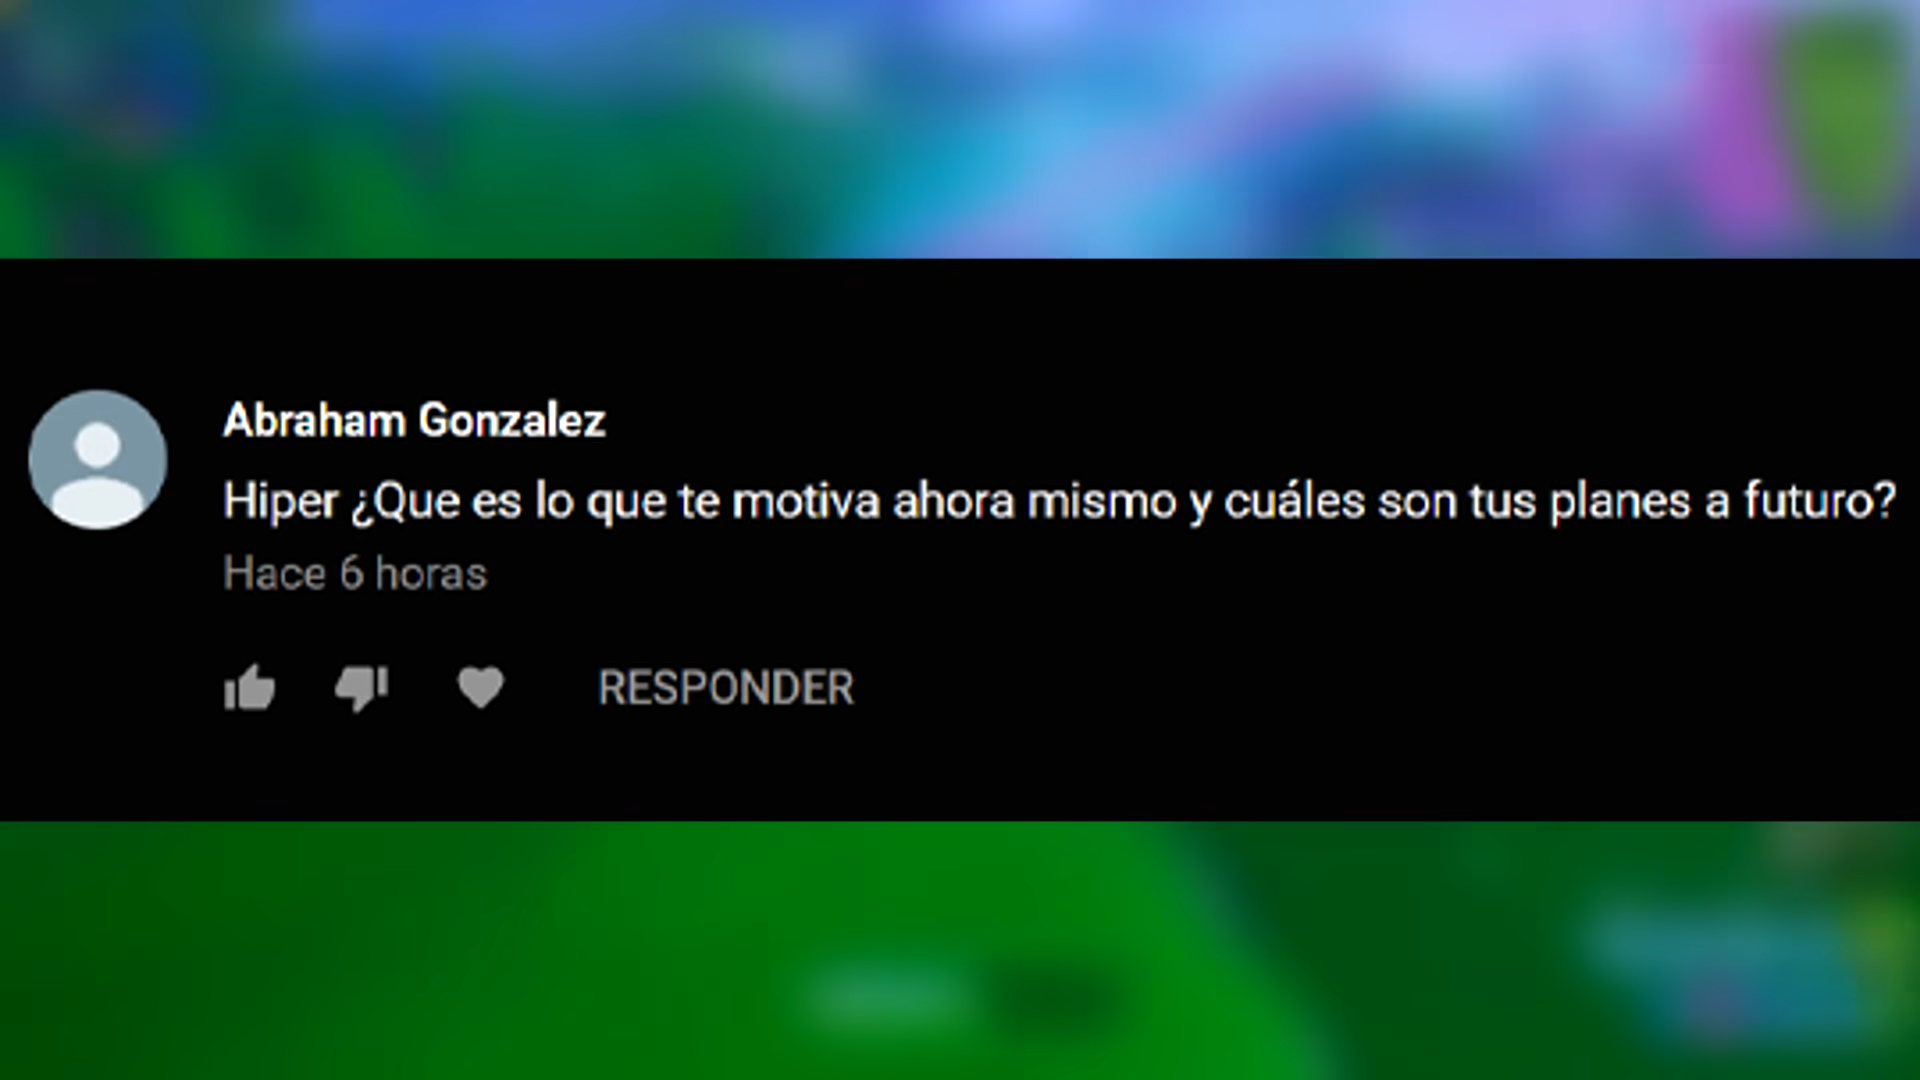 Abraham Gonzalez
Hiper ¿Que es lo que te motiva ahora mismo y cuáles son tus planes a futuro?
Hace 6 horas
RESPONDER